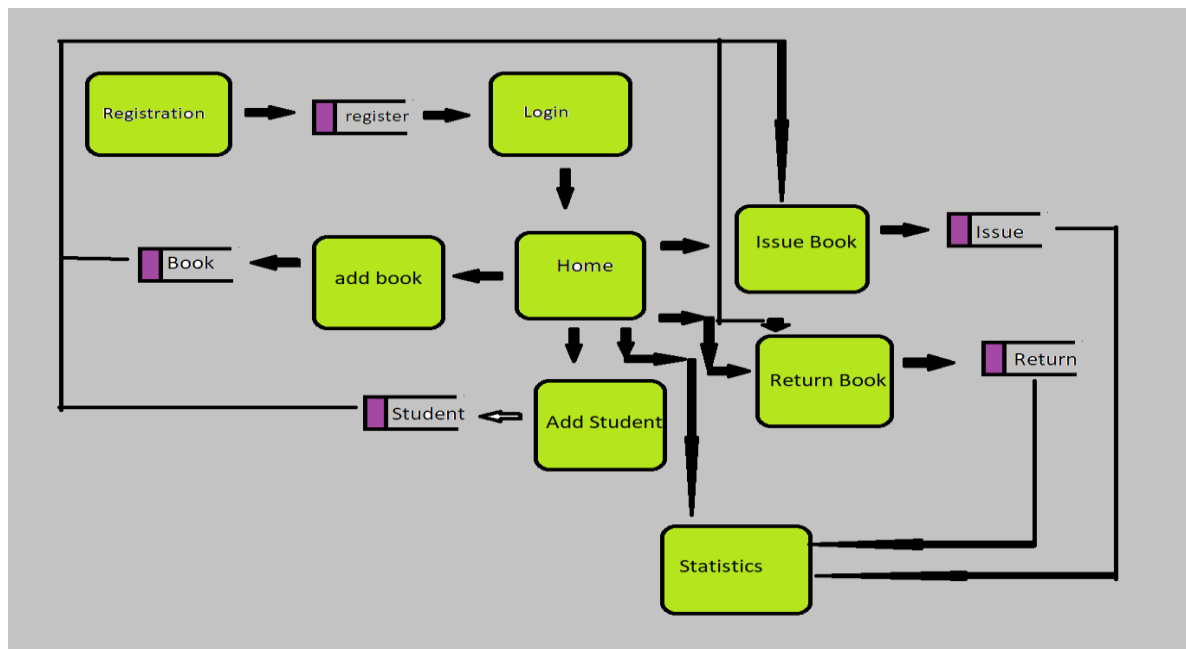 Registration
register
Login
Issue Book
Issue
Book
add book
Home
Return Book
Return
Student
Add Student
Statistics